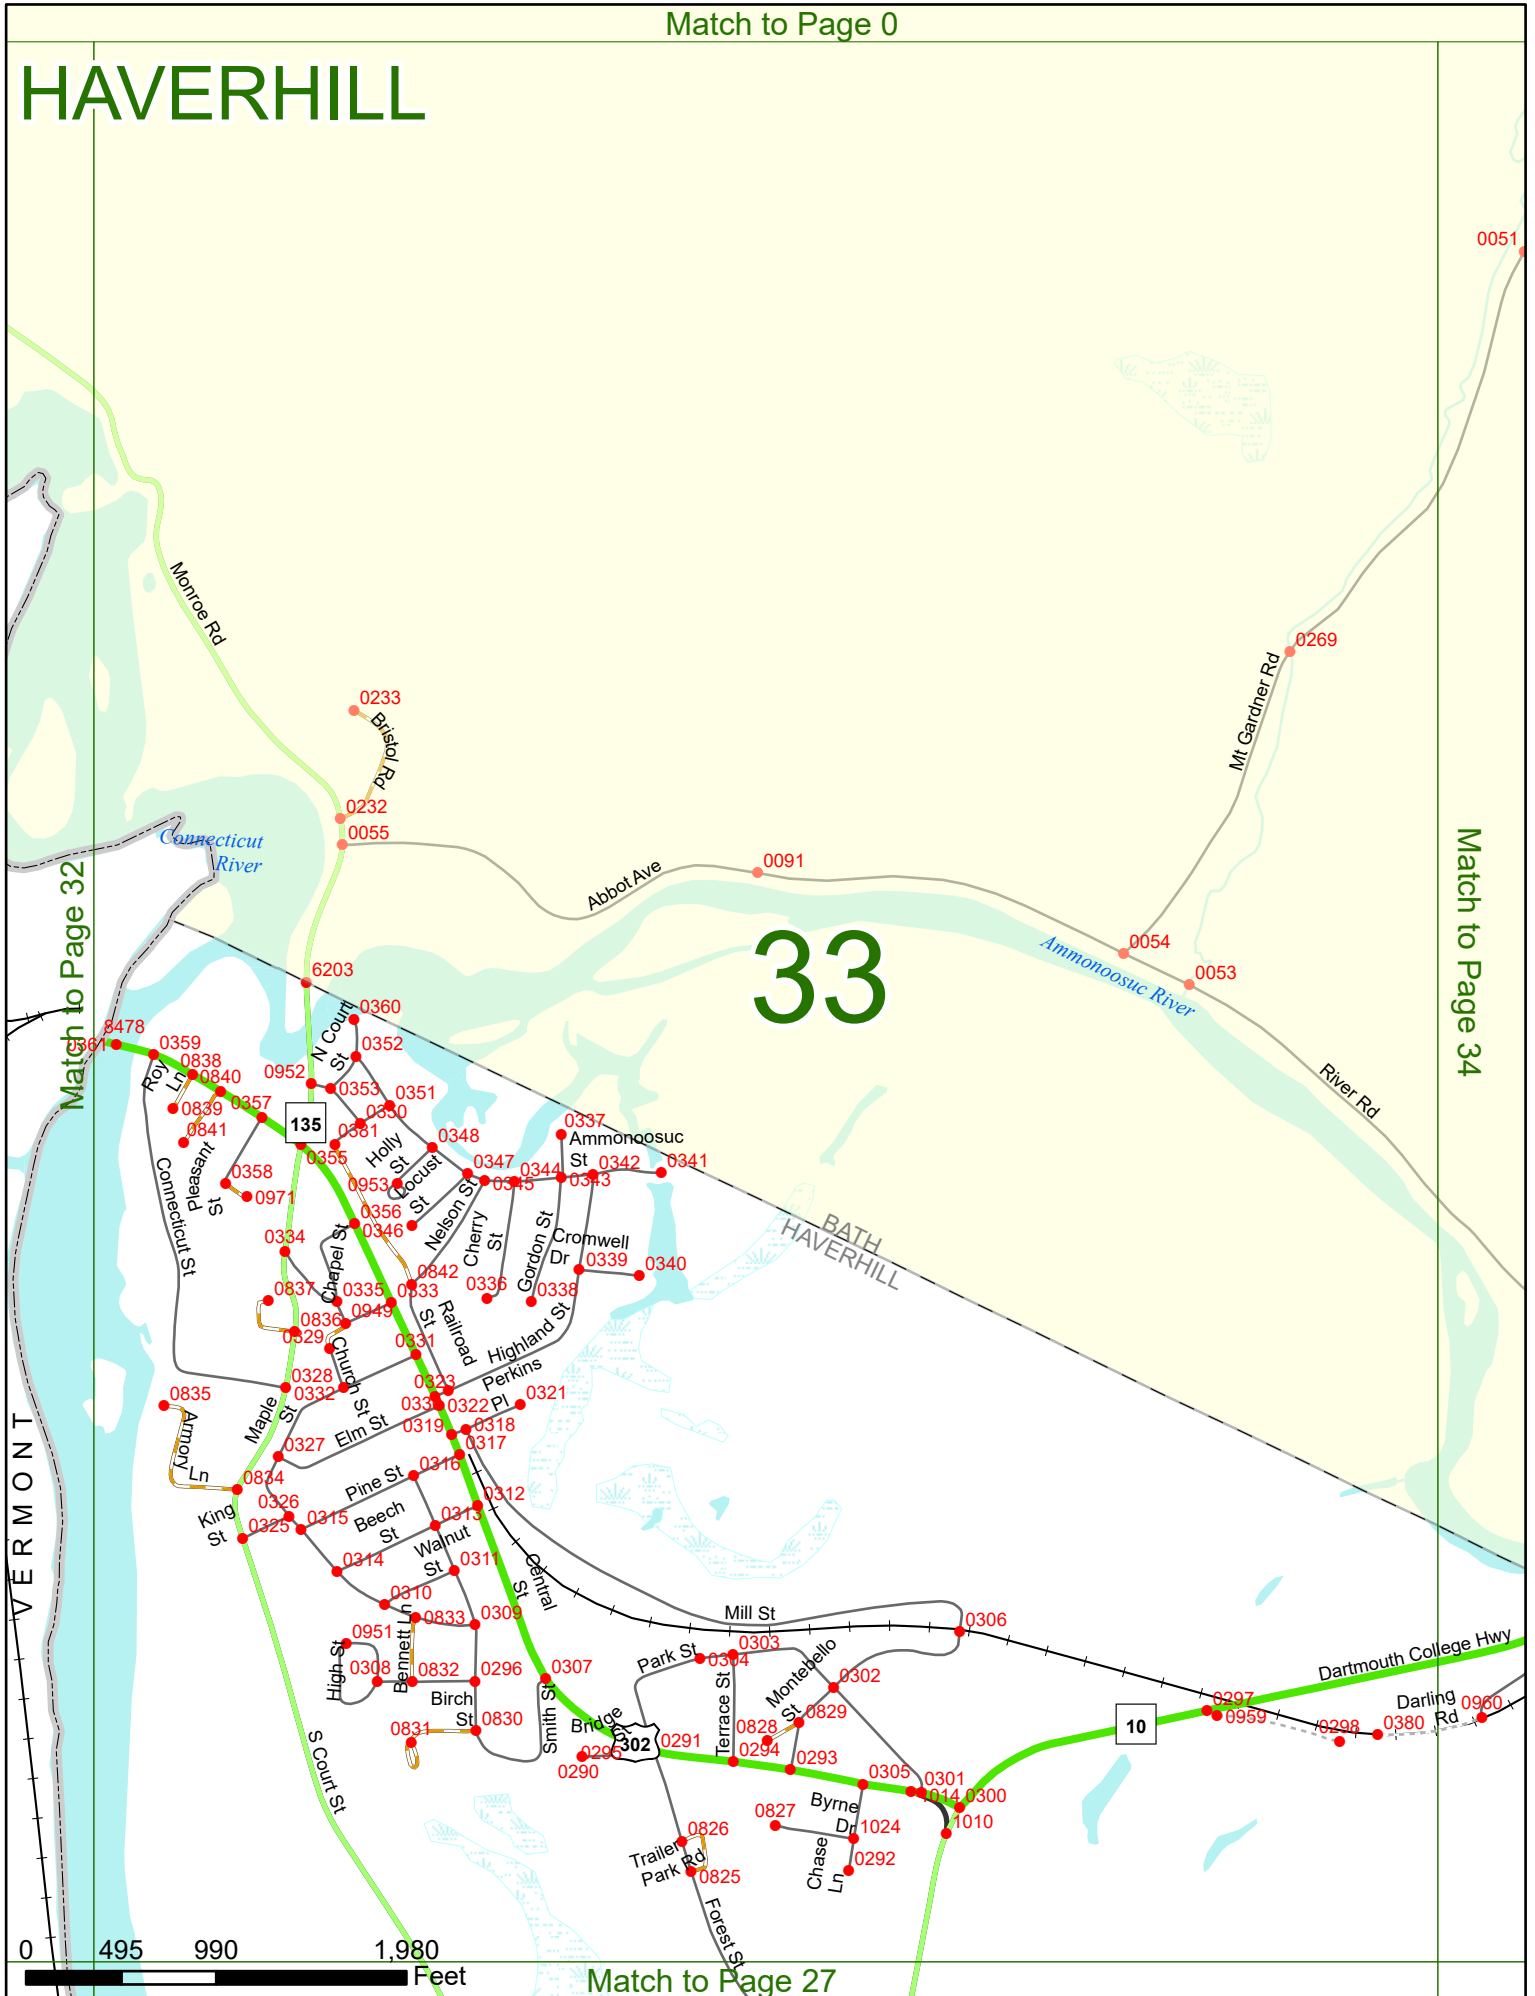 Match to Page 0
HAVERHILL
0051
Monroe Rd
0269
Mt Gardner Rd
0233
Bristol Rd
0232
0055
Connecticut
River
Abbot Ave
0091
33
Match to Page 32
Match to Page 34
0054
Ammonoosuc River
0053
River Rd
6203
N Court
St
0360
0352
8478
0361
0359
0838
Roy
Ln
0840
0839
0357
0841
0952
0353
0351
0350
135
0381
0355
Holly
St
0348
0337
Ammonoosuc
St
0342
0341
0347
0344
0345
0343
Pleasant
St
0358
0971
0953
Locust
St
Connecticut St
0356
0346
Nelson St
Cherry
St
Gordon St
Cromwell
Dr
0339
0340
BATH
HAVERHILL
0334
Chapel St
0842
0336
0338
0837
0335
0333
0949
0836
0329
Railroad
St
Highland St
0331
Church St
Perkins
Pl
0328
0332
0323
0330
0322
0321
0835
Maple
St
Elm St
0319
0318
0317
Armory
Ln
0327
0316
VERMONT
0834
Pine St
0312
King
St
0326
0325
0315
Beech
St
0313
Walnut
St
0314
0311
Central
St
0310
0833
0309
Mill St
0306
0951
High St
Bennett Ln
0308
0832
0296
0307
Park St
0303
0304
Montebello
St
0302
Dartmouth College Hwy
Birch
St
0830
0831
Smith St
Bridge
St
302
0291
Terrace St
0828
0829
0297
0959
10
Darling
Rd
0960
0298
0380
0295
0290
0294
0293
0305
0301
1014
0300
S Court St
Byrne
Dr
1024
1010
0827
0826
Trailer
Park Rd
0825
Chase
Ln
0292
Forest St
0 495 990 1,980
Feet
Match to Page 27